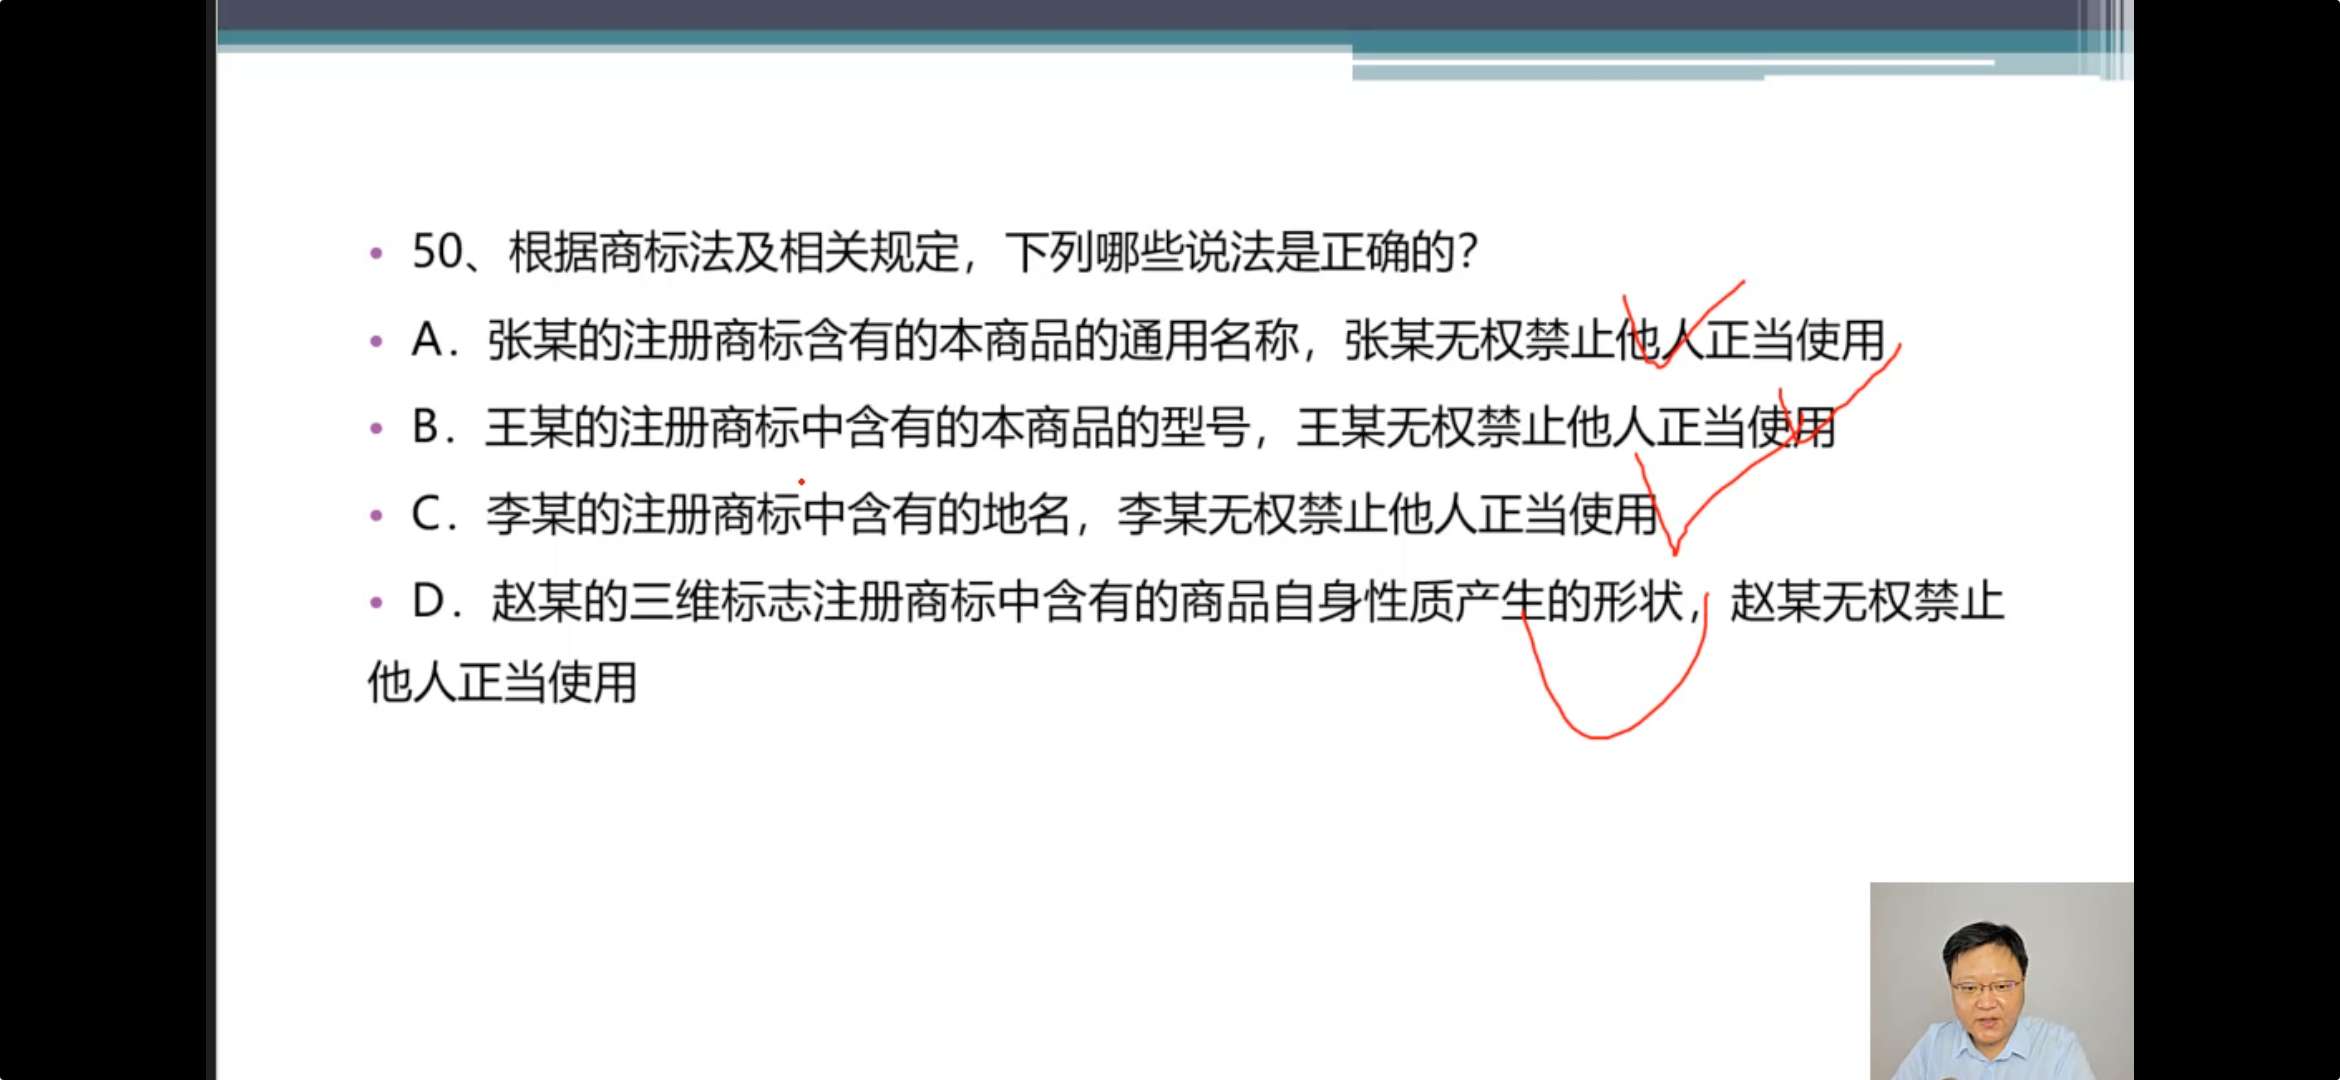 50、根据商标法及相关规定，下列哪些说法是正确的?
A．张某的注册商标含有的本商品的通用名称，张某无权禁止他人正当使用
B．王某的注册商标中含有的本商品的型号，王某无权禁止他人正当使用
C．李某的注册商标中含有的地名，李某无权禁止他人正当使用
D．赵某的三维标志注册商标中含有的商品自身性质产生的形状，赵某无权禁止
他人正当使用